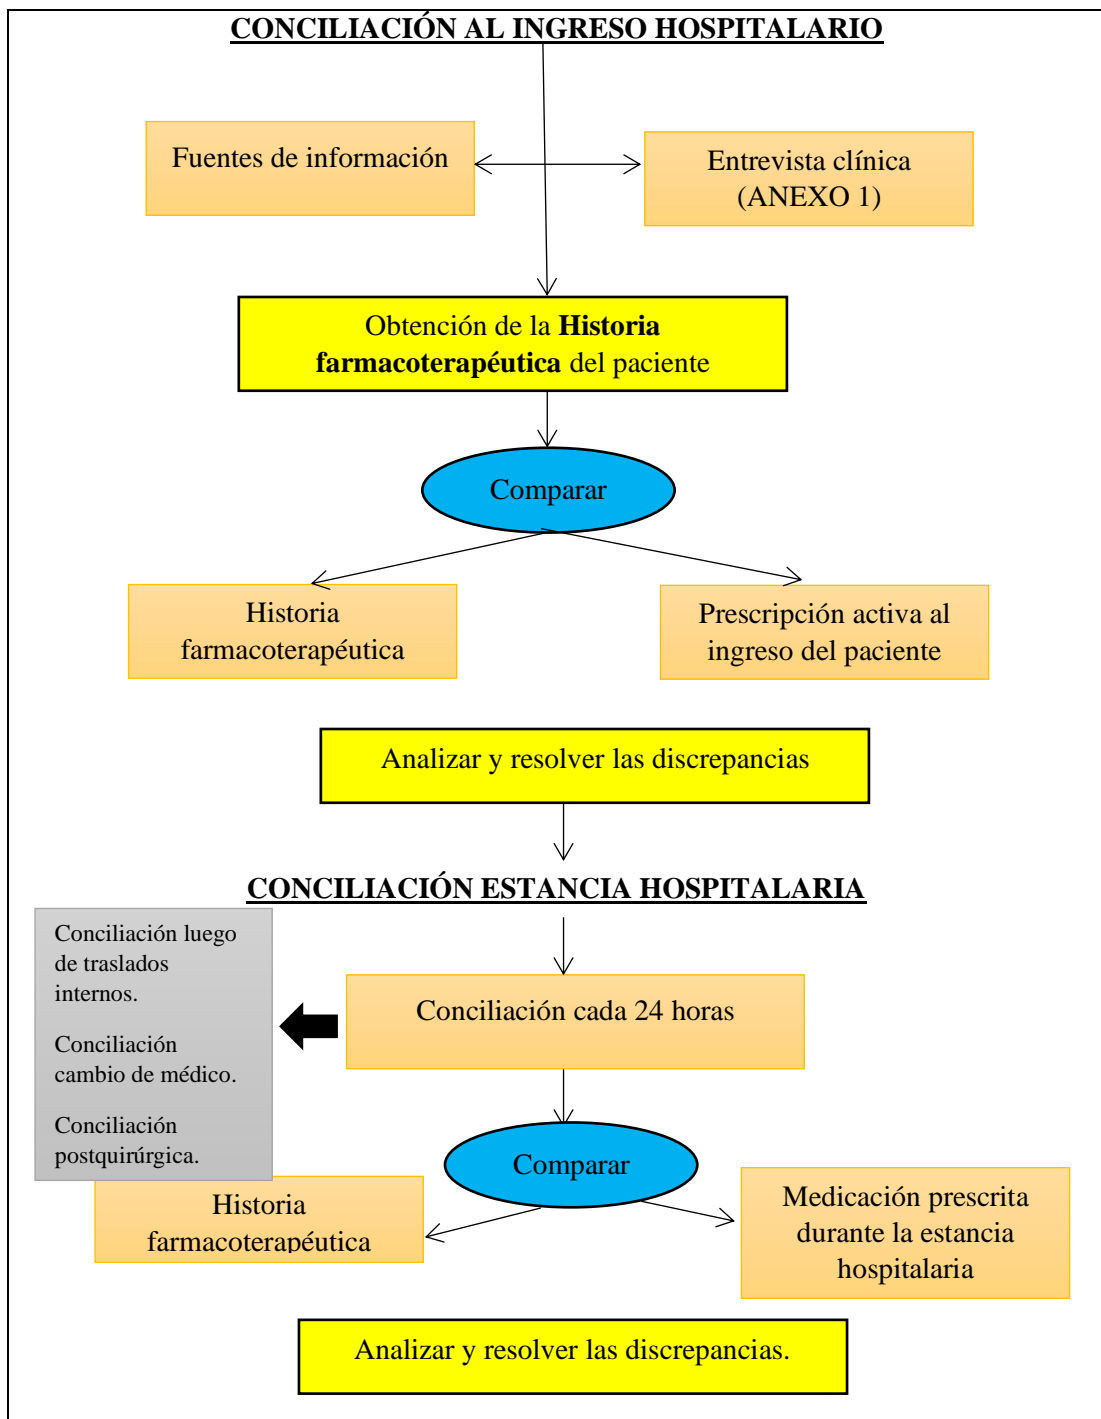 CONCILIACIÓN AL INGRESO HOSPITALARIO
Fuentes de información
Entrevista clínica
(ANEXO 1)
Obtención de la Historia
farmacoterapéutica del paciente
Comparar
Historia
farmacoterapéutica
Prescripción activa al
ingreso del paciente
Analizar y resolver las discrepancias
CONCILIACIÓN ESTANCIA HOSPITALARIA
Conciliación luego
de traslados
internos.
Conciliación
cambio de médico.
Conciliación
postquirúrgica.
Conciliación cada 24 horas
Comparar
Historia
farmacoterapéutica
Medicación prescrita
durante la estancia
hospitalaria
Analizar y resolver las discrepancias.